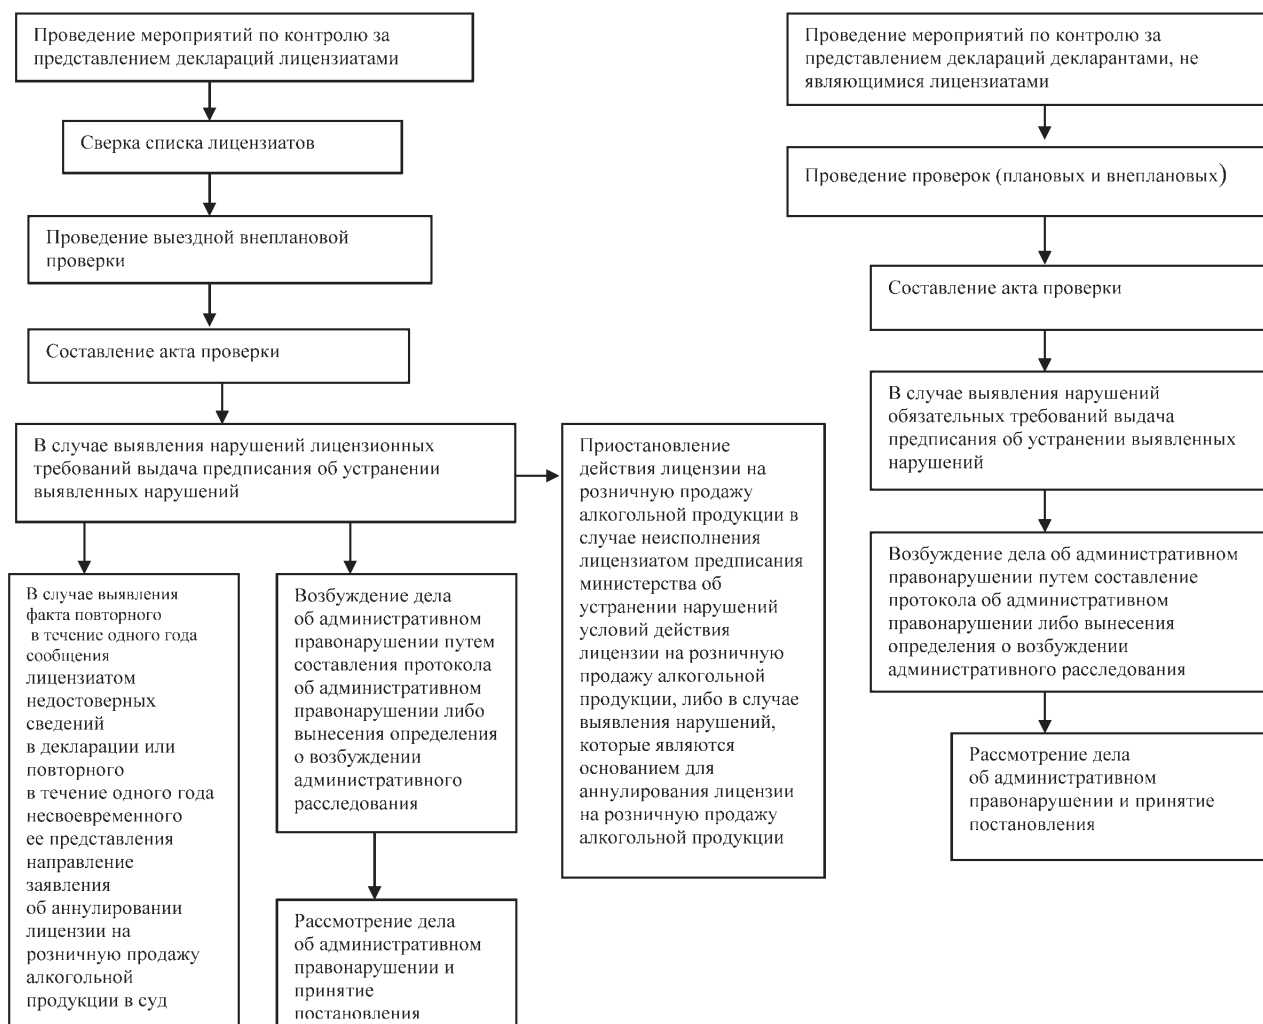 Проведение мероприятий по контролю за
представлением деклараций лицензиатами
Сверка списка лицензиатов
Проведение выездной внеплановой
проверки
Составление акта проверки
В случае выявления нарушений лицензионных
требований выдача предписания об устранении
выявленных нарушений
В случае выявления
факта повторного
в течение одного года
сообщения
лицензиатом
недостоверных
сведений
в декларации или
повторного
в течение одного года
несвоевременного
ее представления
направление
заявления
об аннулировании
лицензии на
розничную продажу
алкогольной
продукции в суд
Возбуждение дела
об административном
правонарушении путем
составления протокола
об административном
правонарушении либо
вынесения определения
о возбуждении
административного
расследования
Рассмотрение дела
об административном
правонарушении и
принятие
постановления
Приостановление
действия лицензии на
розничную продажу
алкогольной продукции в
случае неисполнения
лицензиатом предписания
министерства об
устранении нарушений
условий действия
лицензии на розничную
продажу алкогольной
продукции, либо в случае
выявления нарушений,
которые являются
основанием для
аннулирования лицензии
на розничную продажу
алкогольной продукции
Проведение мероприятий по контролю за
представлением деклараций декларантами, не
являющимися лицензиатами
Проведение проверок (плановых и внеплановых)
Составление акта проверки
В случае выявления нарушений
обязательных требований выдача
предписания об устранении выявленных
нарушений
Возбуждение дела об административном
правонарушении путем составление
протокола об административном
правонарушении либо вынесения
определения о возбуждении
административного расследования
Рассмотрение дела
об административном
правонарушении и принятие
постановления